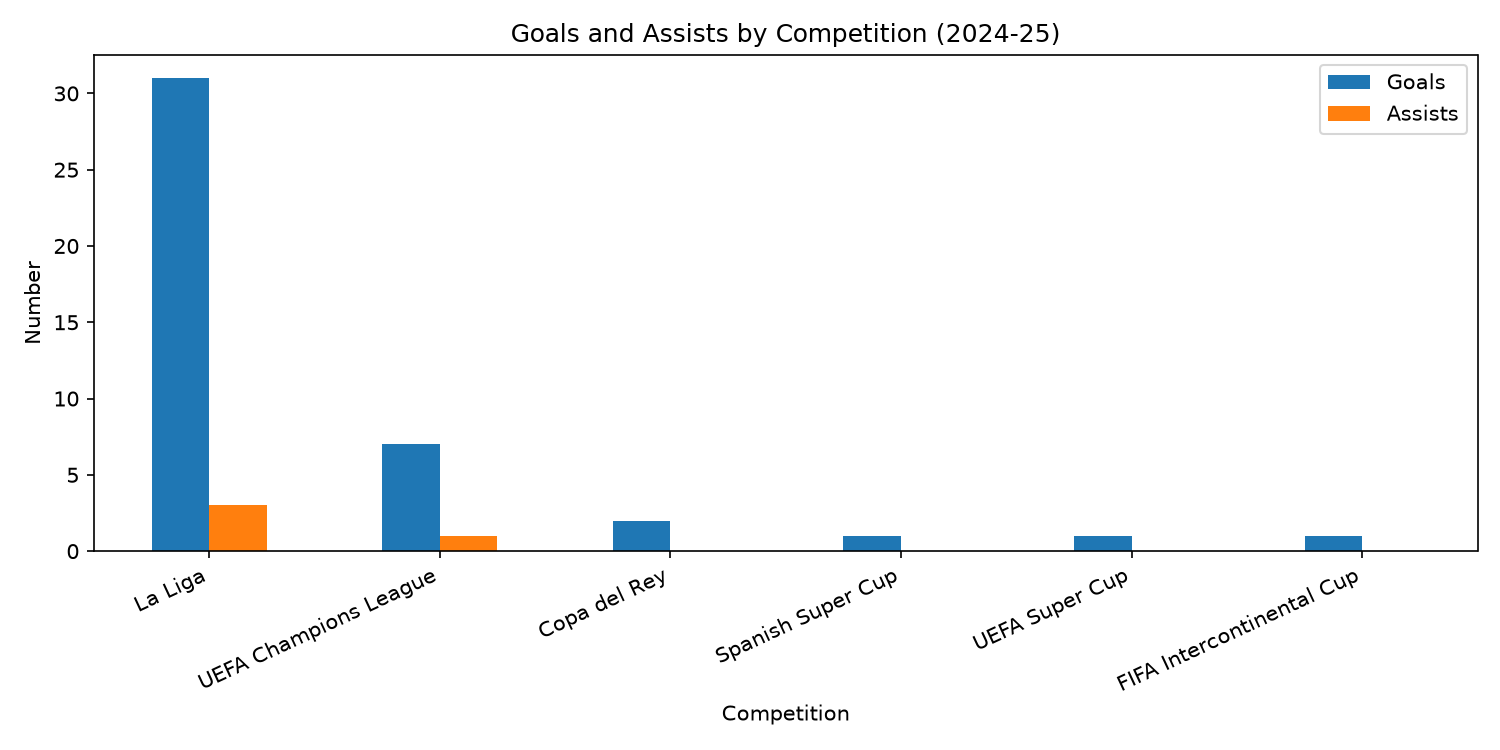 Goals and Assists by Competition (2024-25)
Goals
Assists
Number
30
25
20
15
10
5
0
La Liga
UEFA Champions League
Copa del Rey
Spanish Super Cup
UEFA Super Cup
FIFA Intercontinental Cup
Competition